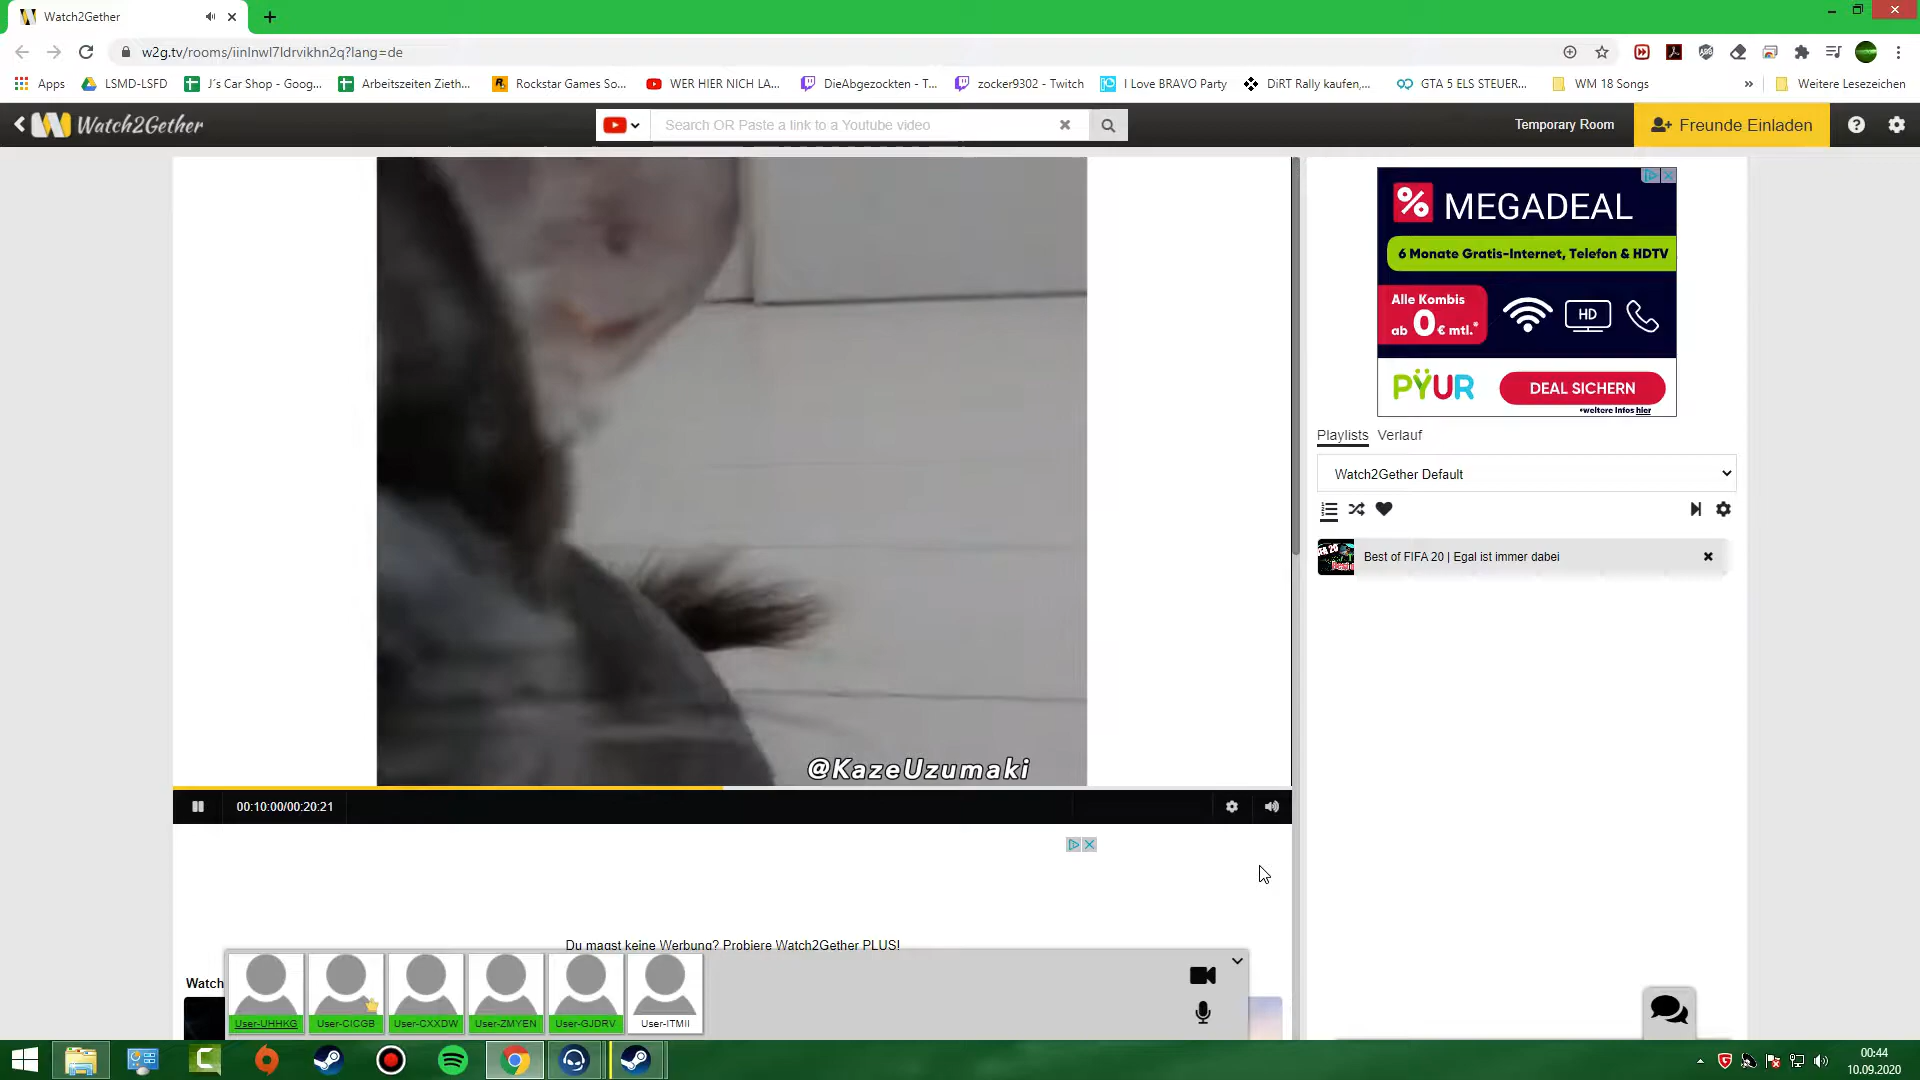 Watch2Gether
w2g.tv/rooms/iinlnwl7ldrvikhn2q?lang=de
Apps
LSMD-LSFD
J´s Car Shop - Goog...
Arbeitszeiten Zieth...
Rockstar Games So...
WER HIER NICH LA...
DieAbgezockten - T...
zocker9302 - Twitch
I Love BRAVO Party
DiRT Rally kaufen,...
GTA 5 ELS STEUER...
WM 18 Songs
»
Weitere Lesezeichen
Watch2Gether
Search OR Paste a link to a Youtube video
Temporary Room
Freunde Einladen
% MEGADEAL
6 Monate Gratis-Internet, Telefon & HDTV
Alle Kombis
ab 0 € mtl.*
HD
PŸUR
DEAL SICHERN
*weitere Infos hier
Playlists Verlauf
Watch2Gether Default
Best of FIFA 20 | Egal ist immer dabei
@KazeUzumaki
00:10:00/00:20:21
Du magst keine Werbung? Probiere Watch2Gether PLUS!
Watch
User-UHHKG
User-CICGB
User-CXXDW
User-ZMYEN
User-GJDRV
User-ITMII
00:44
10.09.2020